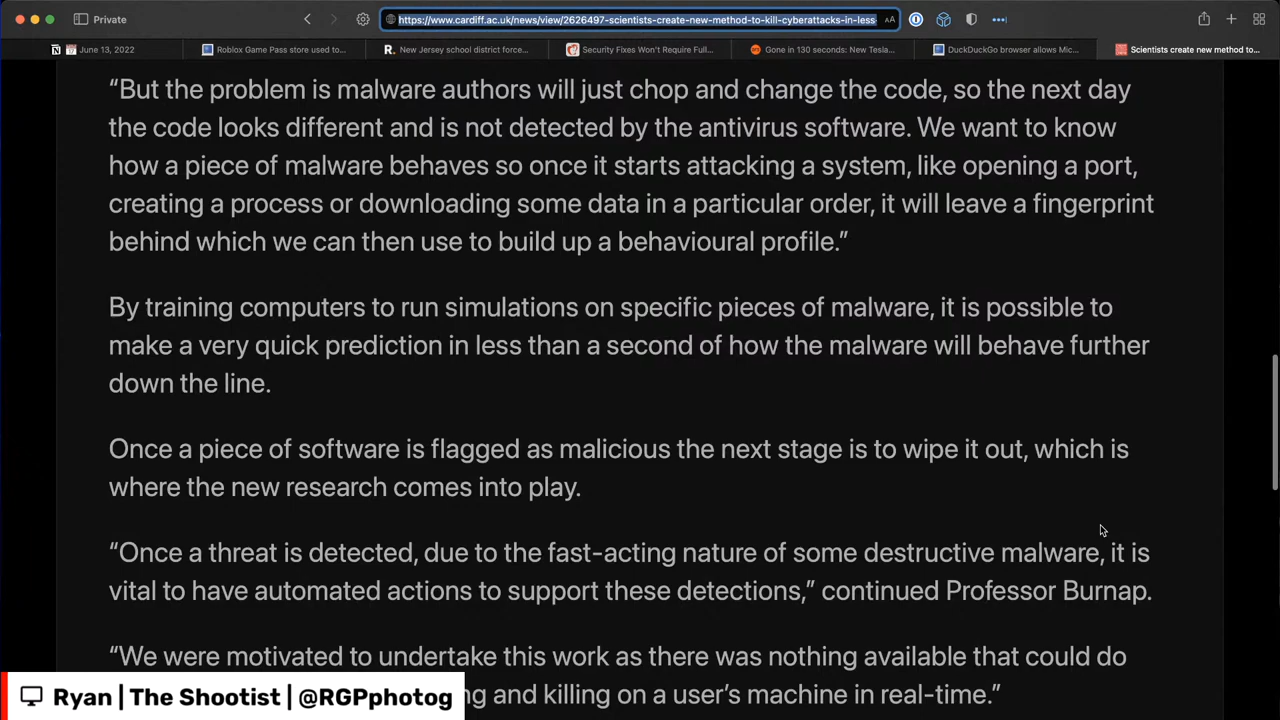 Private
https://www.cardiff.ac.uk/news/view/2626497-scientists-create-new-method-to-kill-cyberattacks-in-less-
AA
June 13, 2022
Roblox Game Pass store used to...
New Jersey school district force...
Security Fixes Won't Require Full...
Gone in 130 seconds: New Tesla...
DuckDuckGo browser allows Mic...
Scientists create new method to...
“But the problem is malware authors will just chop and change the code, so the next day
the code looks different and is not detected by the antivirus software. We want to know
how a piece of malware behaves so once it starts attacking a system, like opening a port,
creating a process or downloading some data in a particular order, it will leave a fingerprint
behind which we can then use to build up a behavioural profile.”
By training computers to run simulations on specific pieces of malware, it is possible to
make a very quick prediction in less than a second of how the malware will behave further
down the line.
Once a piece of software is flagged as malicious the next stage is to wipe it out, which is
where the new research comes into play.
“Once a threat is detected, due to the fast-acting nature of some destructive malware, it is
vital to have automated actions to support these detections,” continued Professor Burnap.
“We were motivated to undertake this work as there was nothing available that could do
and killing on a user’s machine in real-time.”
Ryan | The Shootist | @RGPphotog